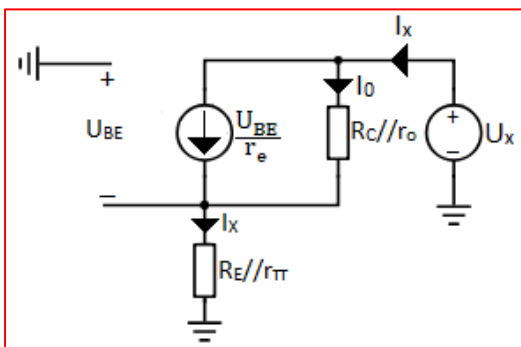 Ix
+
I0
UBE
UBE
re
RC//ro
+
−
Ux
−
Ix
RE//rπ